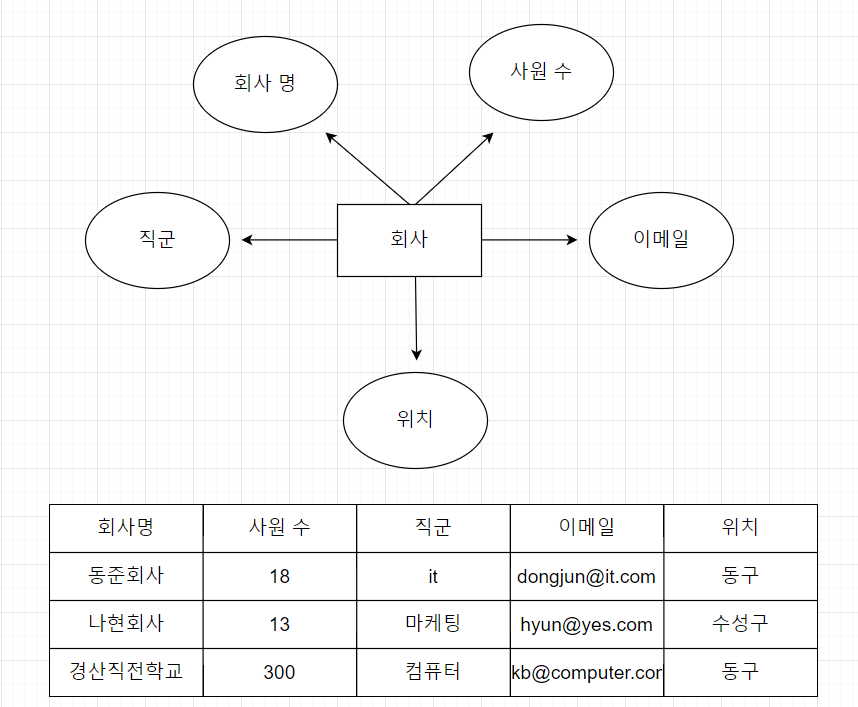 회사 명
사원 수
직군
회사
이메일
위치
회사명 사원 수 직군 이메일 위치
동준회사 18 it dongjun@it.com 동구
나현회사 13 마케팅 hyun@yes.com 수성구
경산직전학교 300 컴퓨터 kb@computer.cor 동구